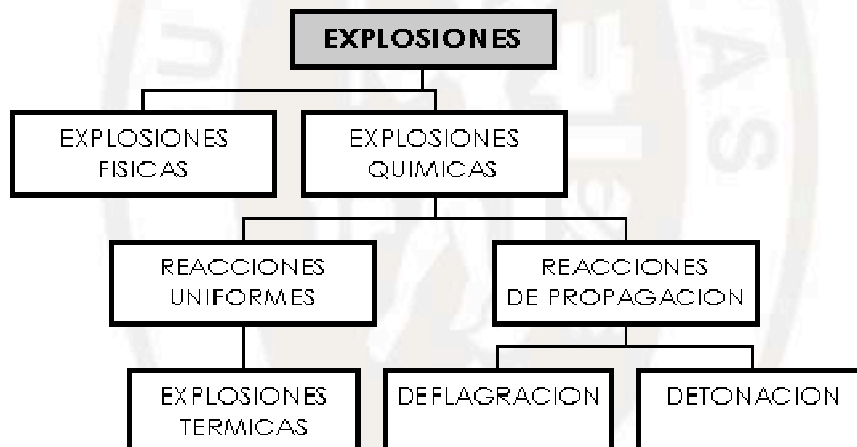 EXPLOSIONES
EXPLOSIONES
FISICAS
EXPLOSIONES
QUIMICAS
REACCIONES
UNIFORMES
REACCIONES
DE PROPAGACION
EXPLOSIONES
TERMICAS
DEFLAGRACION
DETONACION